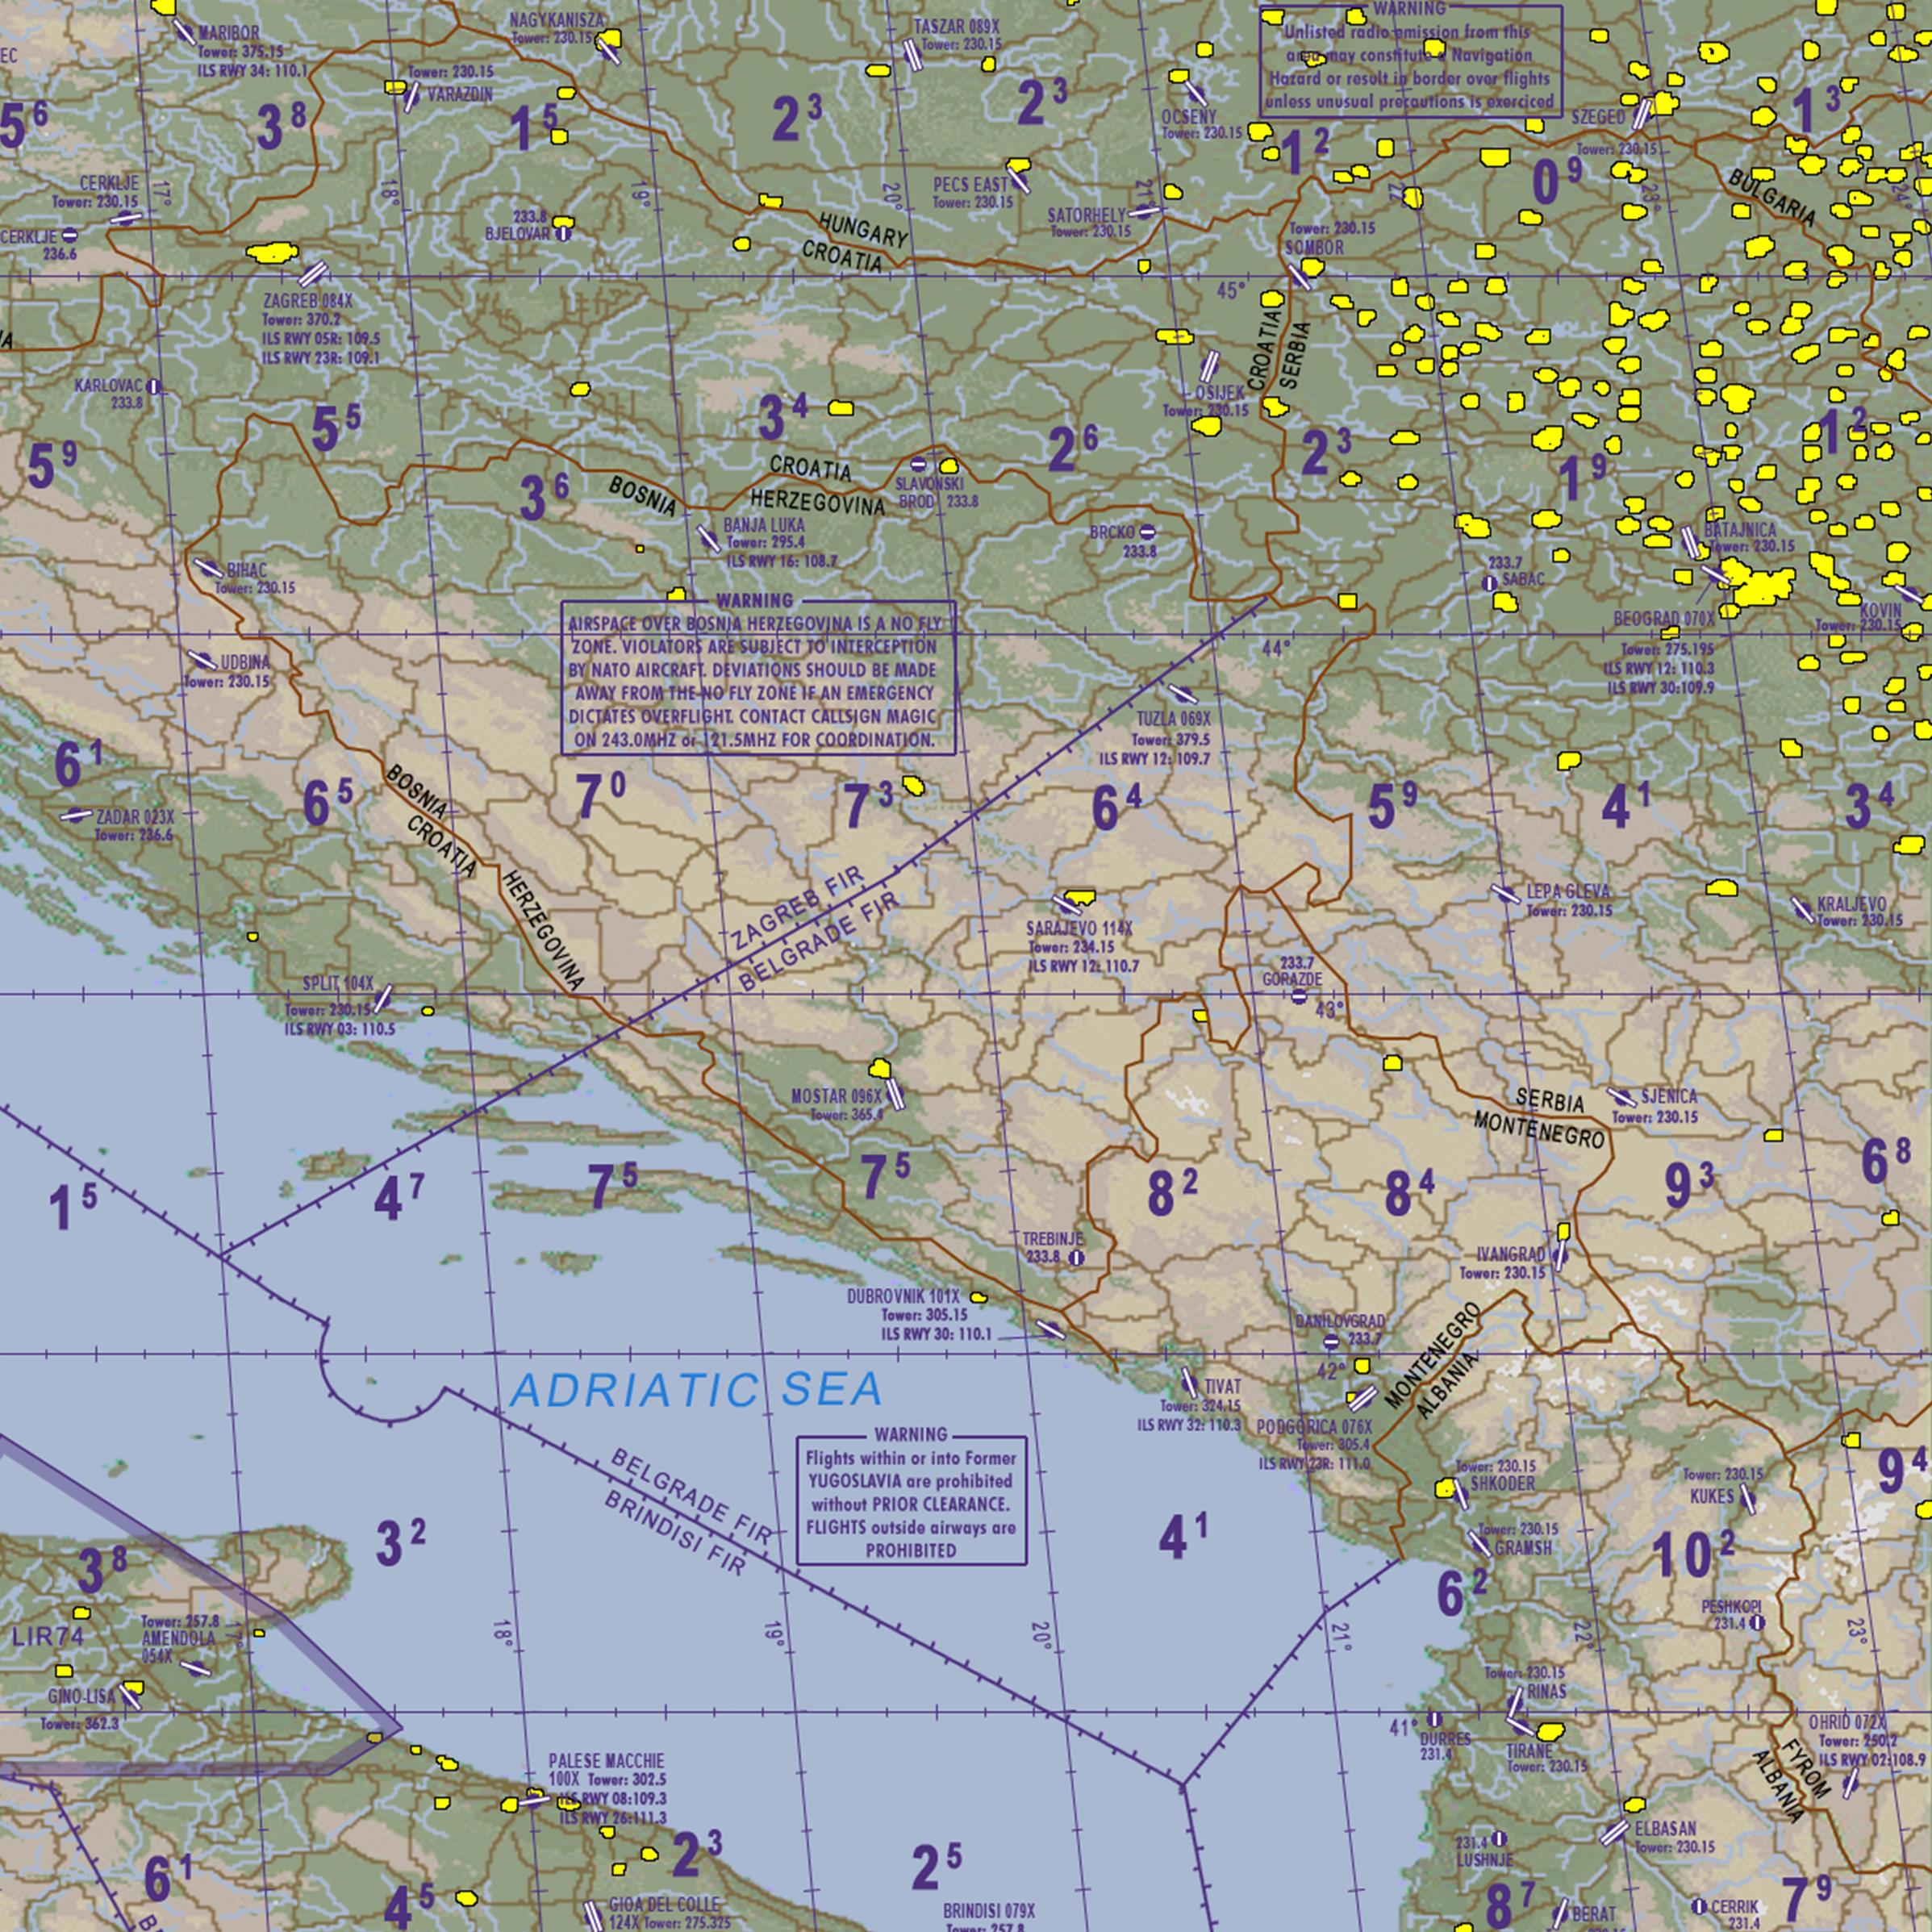 MARIBOR
Tower: 375.15
ILS RWY 34: 110.1
EC
NAGYKANISZA
Tower: 230.15
TASZAR 089X
Tower: 230.15
WARNING
Unlisted radio emission from this
area may constitute a Navigation
Hazard or result in border over flights
unless unusual precautions is exerciced
Tower: 230.15
VARAZDIN
OCSENY
Tower: 230.15
SZEGED
Tower: 230.15
5 6
3 8
1 5
2 3
2 3
1 2
0 9
1 3
CERKLJE
Tower: 230.15
CERKLJE
236.6
17°
18°
19°
20°
21°
22°
23°
24°
PECS EAST
Tower: 230.15
SATORHELY
Tower: 230.15
BULGARIA
233.8
BJELOVAR
HUNGARY
CROATIA
Tower: 230.15
SOMBOR
45°
ZAGREB 084X
Tower: 370.2
ILS RWY 05R: 109.5
ILS RWY 23R: 109.1
IA
CROATIA
SERBIA
KARLOVAC
233.8
OSIJEK
Tower: 230.15
5 9
5 5
3 6
3 4
2 6
2 3
1 9
1 2
CROATIA
BOSNIA
HERZEGOVINA
SLAVONSKI
BROD 233.8
BANJA LUKA
Tower: 295.4
ILS RWY 16: 108.7
BRCKO
233.8
BATAJNICA
Tower: 230.15
233.7
SABAC
BIHAC
Tower: 230.15
BEOGRAD 070X
Tower: 275.195
ILS RWY 12: 110.3
ILS RWY 30:109.9
KOVIN
Tower: 230.15
WARNING
AIRSPACE OVER BOSNIA HERZEGOVINA IS A NO FLY
ZONE. VIOLATORS ARE SUBJECT TO INTERCEPTION
BY NATO AIRCRAFT. DEVIATIONS SHOULD BE MADE
AWAY FROM THE NO FLY ZONE IF AN EMERGENCY
DICTATES OVERFLIGHT. CONTACT CALLSIGN MAGIC
ON 243.0MHZ or 121.5MHZ FOR COORDINATION.
44°
UDBINA
Tower: 230.15
TUZLA 069X
Tower: 379.5
ILS RWY 12: 109.7
6 1
6 5
7 0
7 3
6 4
5 9
4 1
3 4
BOSNIA
CROATIA
HERZEGOVINA
ZADAR 023X
Tower: 236.6
ZAGREB FIR
BELGRADE FIR
LEPA GLEVA
Tower: 230.15
KRALJEVO
Tower: 230.15
SARAJEVO 114X
Tower: 234.15
ILS RWY 12: 110.7
233.7
GORAZDE
43°
SPLIT 104X
Tower: 230.15
ILS RWY 03: 110.5
MOSTAR 096X
Tower: 365.4
SERBIA
MONTENEGRO
SJENICA
Tower: 230.15
1 5
4 7
7 5
7 5
8 2
8 4
9 3
6 8
TREBINJE
233.8
IVANGRAD
Tower: 230.15
DUBROVNIK 101X
Tower: 305.15
ILS RWY 30: 110.1
DANILOVGRAD
233.7
42°
MONTENEGRO
ALBANIA
ADRIATIC SEA
TIVAT
Tower: 324.15
ILS RWY 32: 110.3
PODGORICA 076X
Tower: 305.4
ILS RWY 23R: 111.0
WARNING
Flights within or into Former
YUGOSLAVIA are prohibited
without PRIOR CLEARANCE.
FLIGHTS outside airways are
PROHIBITED
BELGRADE FIR
BRINDISI FIR
Tower: 230.15
SHKODER
Tower: 230.15
KUKES
Tower: 230.15
GRAMSH
3 8
3 2
4 1
6 2
10 2
9 4
PESHKOPI
231.4
LIR74
Tower: 257.8
AMENDOLA
054X
17°
18°
19°
20°
21°
22°
23°
GINO-LISA
Tower: 362.3
Tower: 230.15
RINAS
41°
DURRES
231.4
TIRANE
Tower: 230.15
OHRID 072X
Tower: 250.2
ILS RWY 02:108.9
FYROM
ALBANIA
PALESE MACCHIE
100X Tower: 302.5
ILS RWY 08:109.3
ILS RWY 26:111.3
231.4
LUSHNJE
ELBASAN
Tower: 230.15
6 1
4 5
2 3
2 5
8 7
7 9
GIOA DEL COLLE
124X Tower: 275.325
BRINDISI 079X
Tower: 257.8
BERAT
CERRIK
231.4